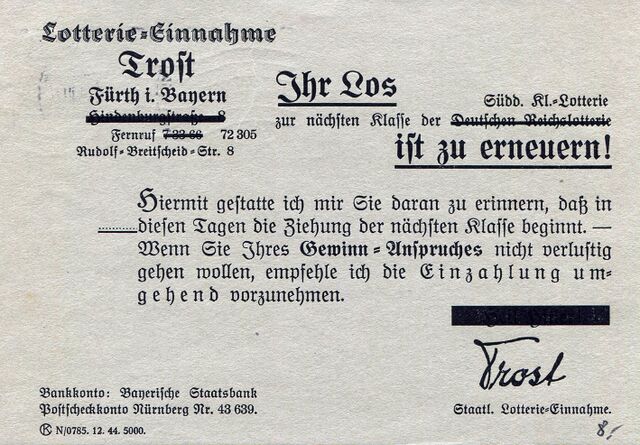 Lotterie-Einnahme
Trost
Fürth i. Bayern
Hindenburgstraße 8
Fernruf 7 33 66 72 305
Rudolf-Breitscheid-Str. 8
Ihr Los
Südd. Kl.-Lotterie
zur nächsten Klasse der Deutschen Reichslotterie
ist zu erneuern!
Hiermit gestatte ich mir Sie daran zu erinnern, daß in
diesen Tagen die Ziehung der nächsten Klasse beginnt. —
Wenn Sie Ihres Gewinn-Anspruches nicht verlustig
gehen wollen, empfehle ich die Einzahlung um-
gehend vorzunehmen.
Trost
Staatl. Lotterie-Einnahme.
Bankkonto: Bayerische Staatsbank
Postscheckkonto Nürnberg Nr. 43 639.
Ⓚ N/0785. 12. 44. 5000.
8,-